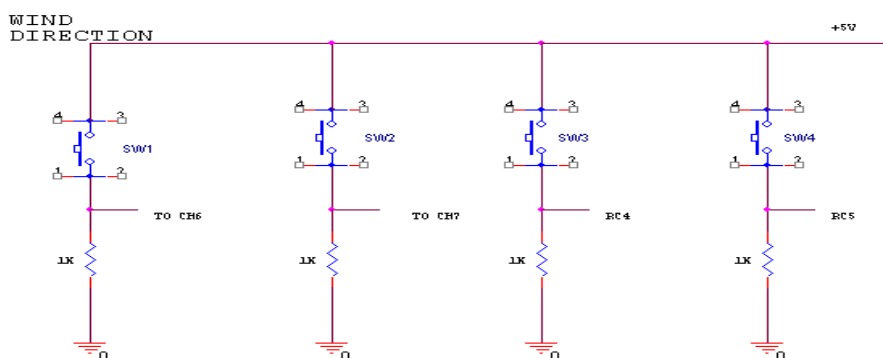 WIND
DIRECTION
+5V
4 3 4 3 4 3 4 3
SW1 SW2 SW3 SW4
1 2 1 2 1 2 1 2
TO CH6 TO CH7 RC4 RC5
1K 1K 1K 1K
0 0 0 0